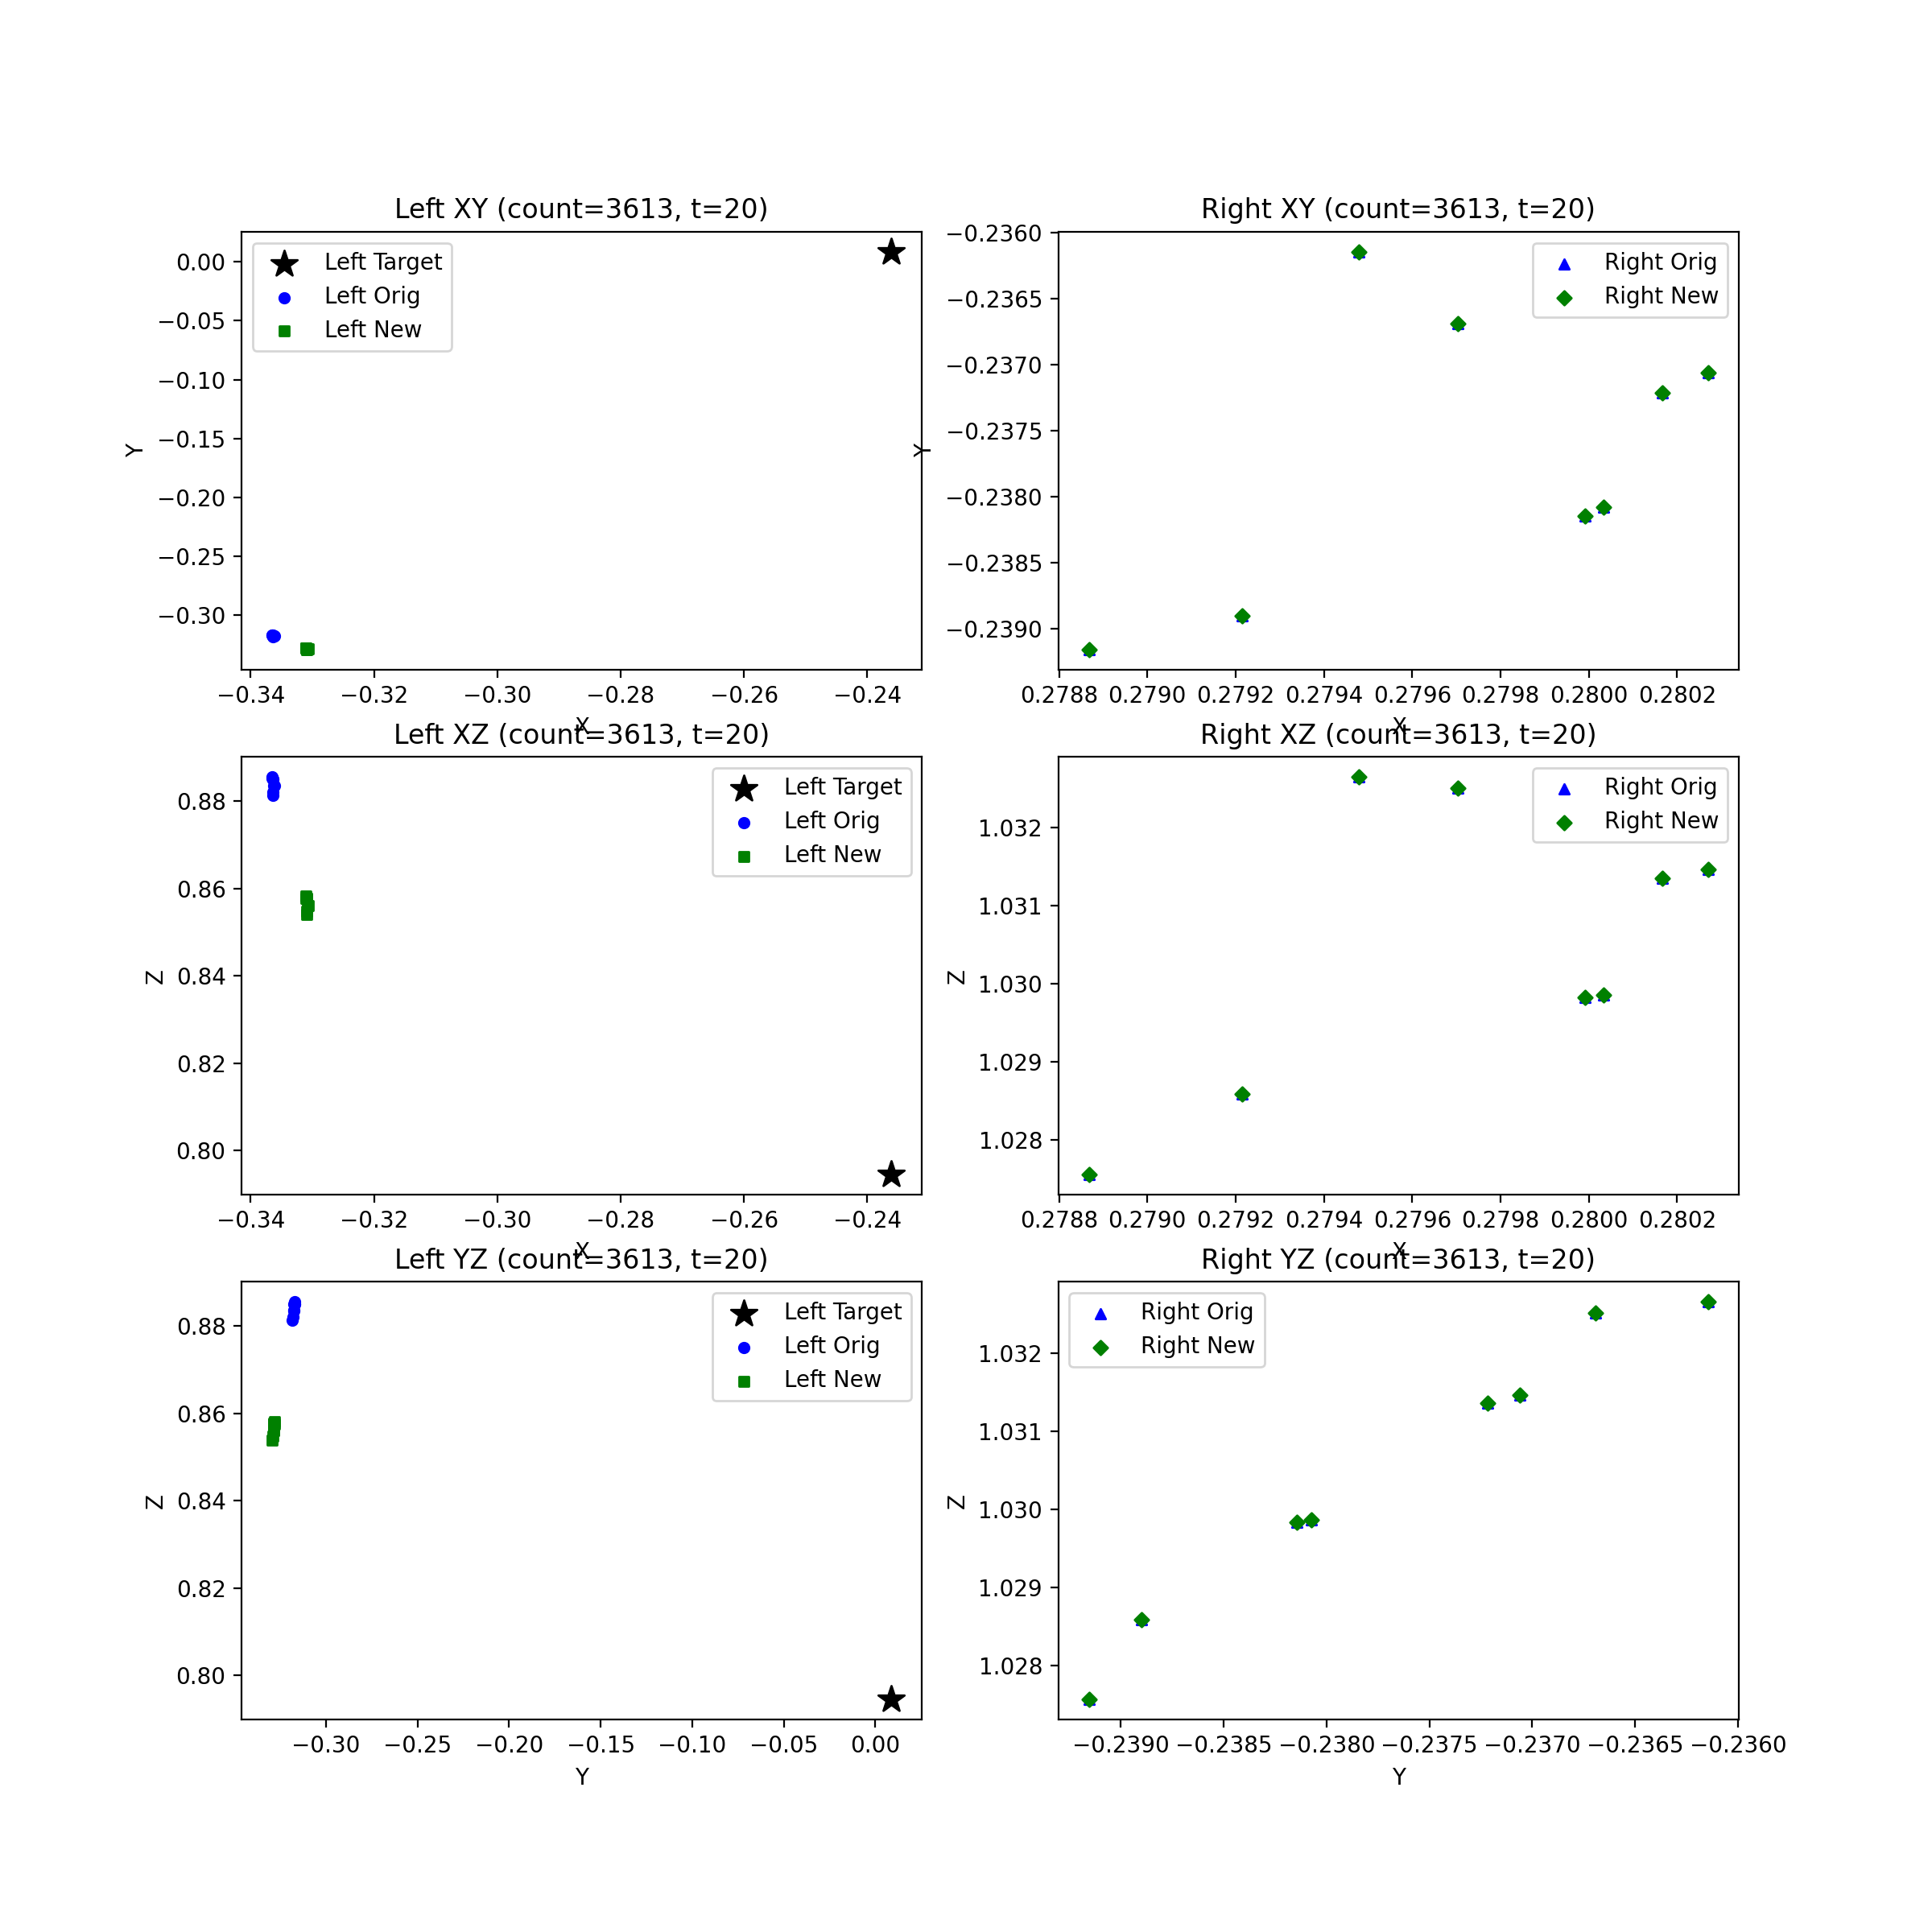 Left XY (count=3613, t=20)
Left Target
Left Orig
Left New
0.00
−0.05
−0.10
−0.15
−0.20
−0.25
−0.30
Y
−0.34 −0.32 −0.30 −0.28 −0.26 −0.24
X
Right XY (count=3613, t=20)
Right Orig
Right New
−0.2360
−0.2365
−0.2370
−0.2375
−0.2380
−0.2385
−0.2390
Y
0.2788 0.2790 0.2792 0.2794 0.2796 0.2798 0.2800 0.2802
X
Left XZ (count=3613, t=20)
Left Target
Left Orig
Left New
0.88
0.86
0.84
0.82
0.80
Z
−0.34 −0.32 −0.30 −0.28 −0.26 −0.24
X
Right XZ (count=3613, t=20)
Right Orig
Right New
1.032
1.031
1.030
1.029
1.028
Z
0.2788 0.2790 0.2792 0.2794 0.2796 0.2798 0.2800 0.2802
X
Left YZ (count=3613, t=20)
Left Target
Left Orig
Left New
0.88
0.86
0.84
0.82
0.80
Z
−0.30 −0.25 −0.20 −0.15 −0.10 −0.05 0.00
Y
Right YZ (count=3613, t=20)
Right Orig
Right New
1.032
1.031
1.030
1.029
1.028
Z
−0.2390 −0.2385 −0.2380 −0.2375 −0.2370 −0.2365 −0.2360
Y